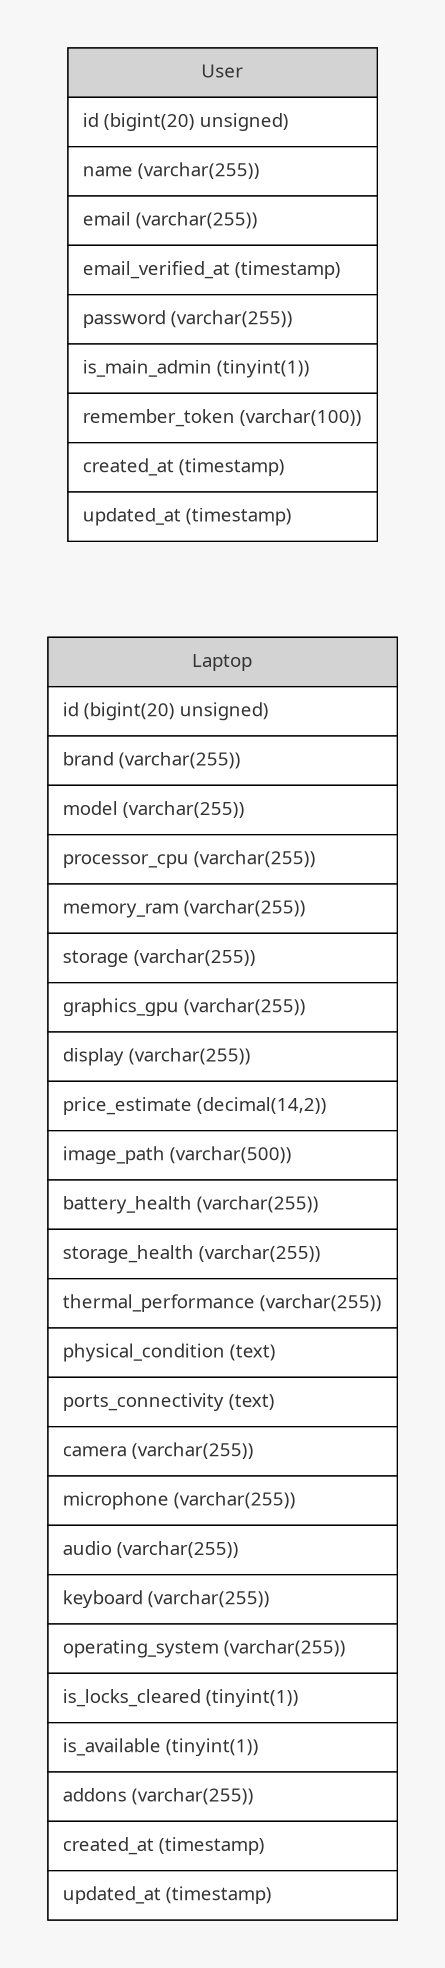 User
id (bigint(20) unsigned)
name (varchar(255))
email (varchar(255))
email_verified_at (timestamp)
password (varchar(255))
is_main_admin (tinyint(1))
remember_token (varchar(100))
created_at (timestamp)
updated_at (timestamp)
Laptop
id (bigint(20) unsigned)
brand (varchar(255))
model (varchar(255))
processor_cpu (varchar(255))
memory_ram (varchar(255))
storage (varchar(255))
graphics_gpu (varchar(255))
display (varchar(255))
price_estimate (decimal(14,2))
image_path (varchar(500))
battery_health (varchar(255))
storage_health (varchar(255))
thermal_performance (varchar(255))
physical_condition (text)
ports_connectivity (text)
camera (varchar(255))
microphone (varchar(255))
audio (varchar(255))
keyboard (varchar(255))
operating_system (varchar(255))
is_locks_cleared (tinyint(1))
is_available (tinyint(1))
addons (varchar(255))
created_at (timestamp)
updated_at (timestamp)